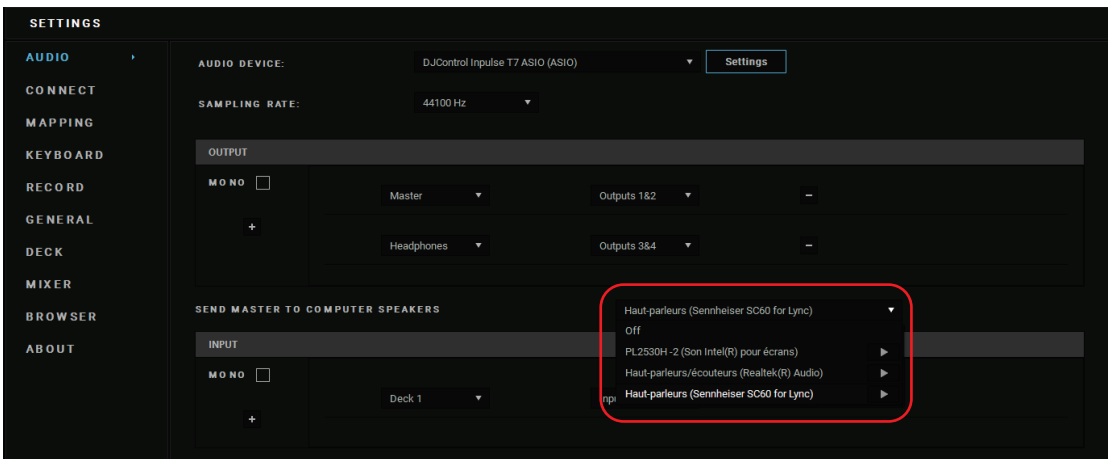 SETTINGS
AUDIO
CONNECT
MAPPING
KEYBOARD
RECORD
GENERAL
DECK
MIXER
BROWSER
ABOUT
AUDIO DEVICE:
DJControl Inpulse T7 ASIO (ASIO)
Settings
SAMPLING RATE:
44100 Hz
OUTPUT
MONO
+
Master
Outputs 1&2
−
Headphones
Outputs 3&4
−
SEND MASTER TO COMPUTER SPEAKERS
Haut-parleurs (Sennheiser SC60 for Lync)
Off
PL2530H-2 (Son Intel(R) pour écrans)
Haut-parleurs/écouteurs (Realtek(R) Audio)
Haut-parleurs (Sennheiser SC60 for Lync)
INPUT
MONO
+
Deck 1